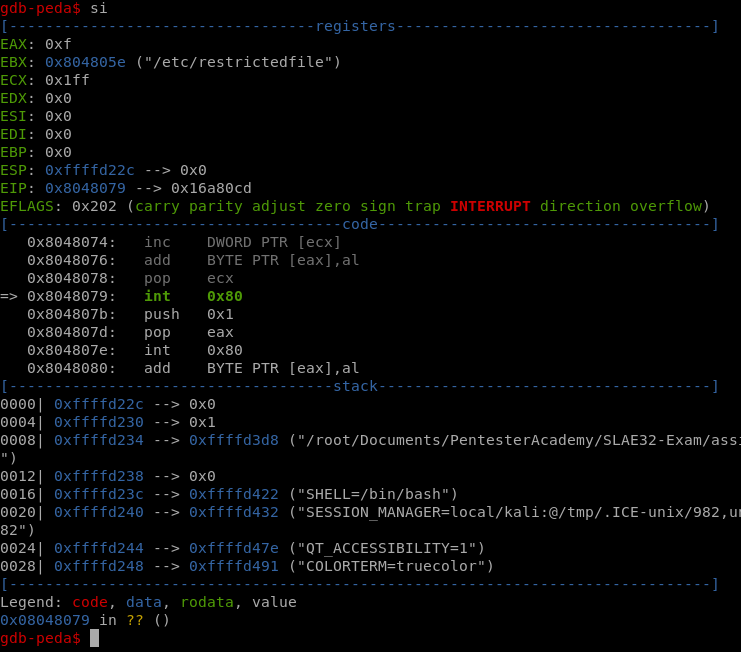 gdb-peda$ si
[----------------------------------registers-----------------------------------]
EAX: 0xf
EBX: 0x804805e ("/etc/restrictedfile")
ECX: 0x1ff
EDX: 0x0
ESI: 0x0
EDI: 0x0
EBP: 0x0
ESP: 0xffffd22c --> 0x0
EIP: 0x8048079 --> 0x16a80cd
EFLAGS: 0x202 (carry parity adjust zero sign trap INTERRUPT direction overflow)
[-------------------------------------code-------------------------------------]
   0x8048074:	inc    DWORD PTR [ecx]
   0x8048076:	add    BYTE PTR [eax],al
   0x8048078:	pop    ecx
=> 0x8048079:	int    0x80
   0x804807b:	push   0x1
   0x804807d:	pop    eax
   0x804807e:	int    0x80
   0x8048080:	add    BYTE PTR [eax],al
[------------------------------------stack-------------------------------------]
0000| 0xffffd22c --> 0x0
0004| 0xffffd230 --> 0x1
0008| 0xffffd234 --> 0xffffd3d8 ("/root/Documents/PentesterAcademy/SLAE32-Exam/assi
")
0012| 0xffffd238 --> 0x0
0016| 0xffffd23c --> 0xffffd422 ("SHELL=/bin/bash")
0020| 0xffffd240 --> 0xffffd432 ("SESSION_MANAGER=local/kali:@/tmp/.ICE-unix/982,un
82")
0024| 0xffffd244 --> 0xffffd47e ("QT_ACCESSIBILITY=1")
0028| 0xffffd248 --> 0xffffd491 ("COLORTERM=truecolor")
[------------------------------------------------------------------------------]
Legend: code, data, rodata, value
0x08048079 in ?? ()
gdb-peda$